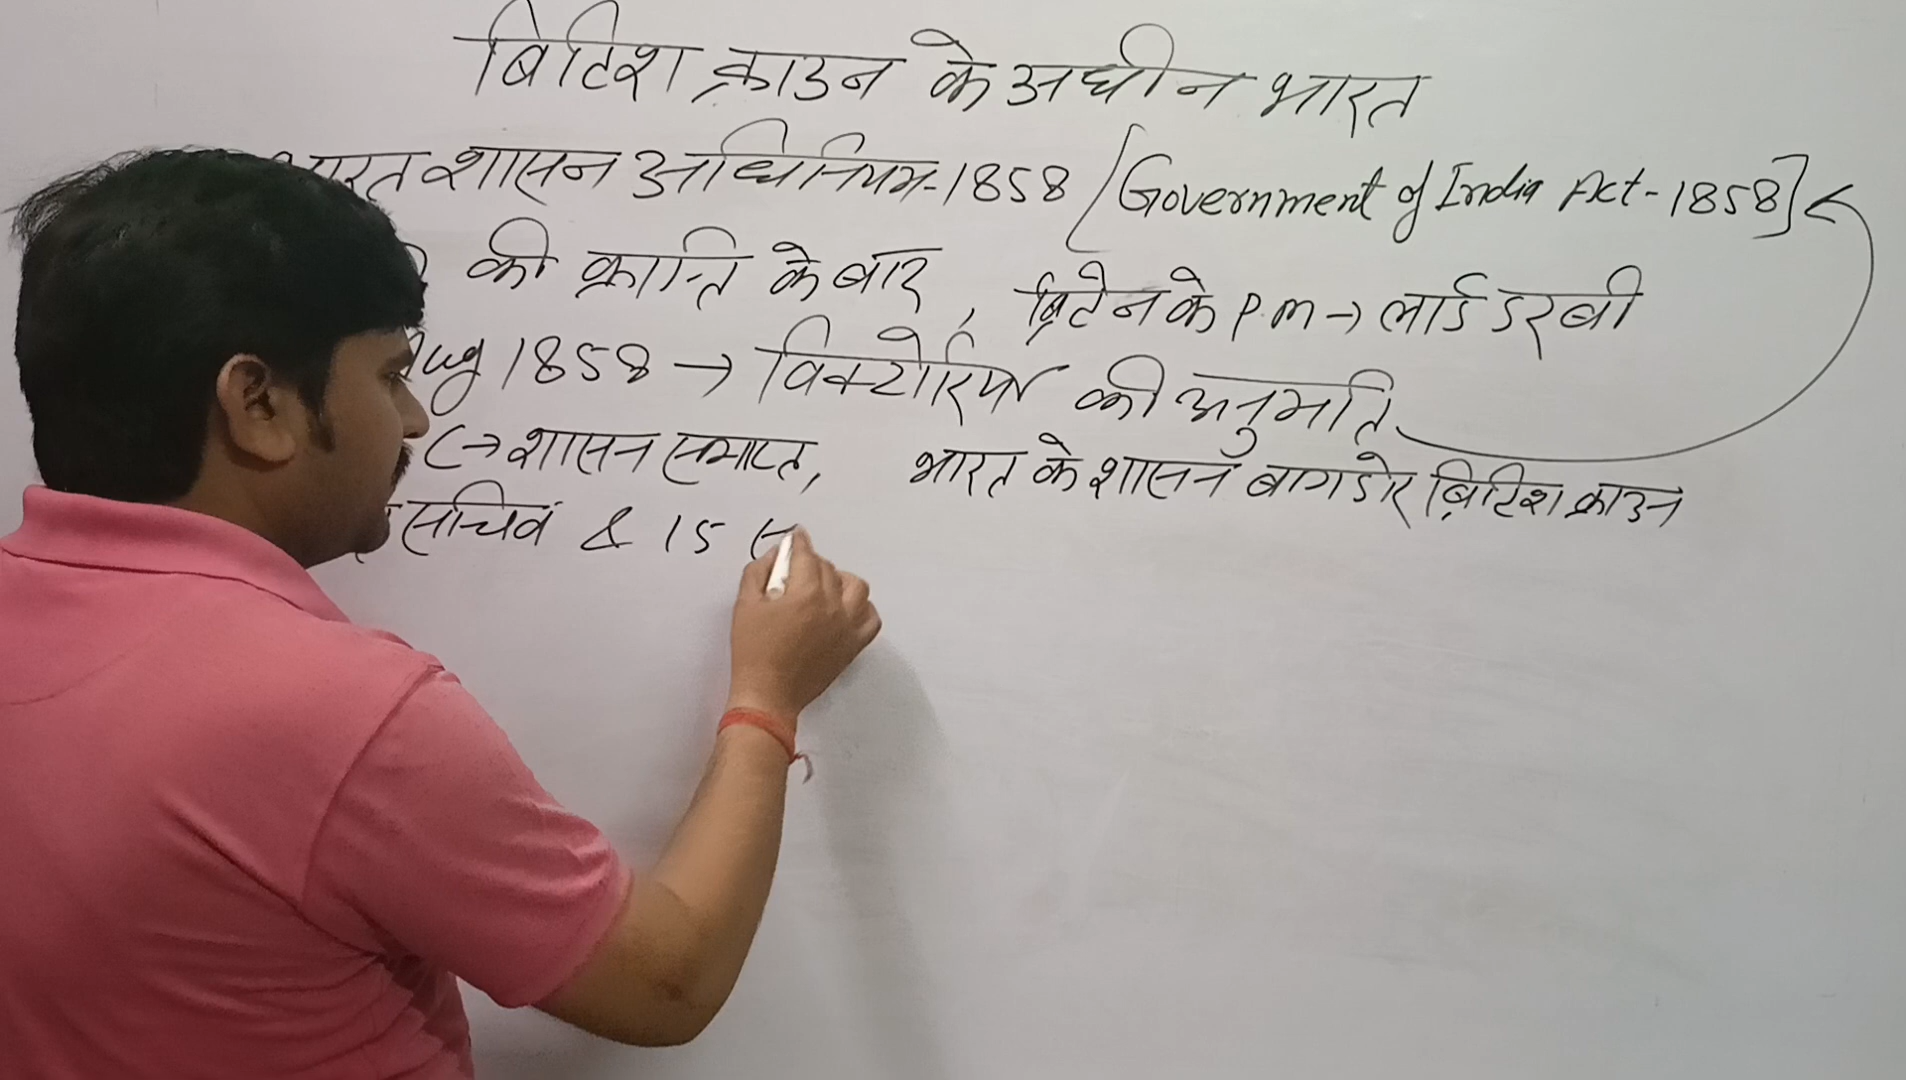 ब्रिटिश क्राउन के अधीन भारत
भारत शासन अधिनियम-1858 [Government of India Act-1858]
की क्रान्ति के बाद, ब्रिटेन के P.m → लार्ड डरबी
Aug 1858 → विक्टोरिया की अनुमति
C → शासन समाप्त, भारत के शासन बागडोर ब्रिटिश क्राउन
सचिव & 15